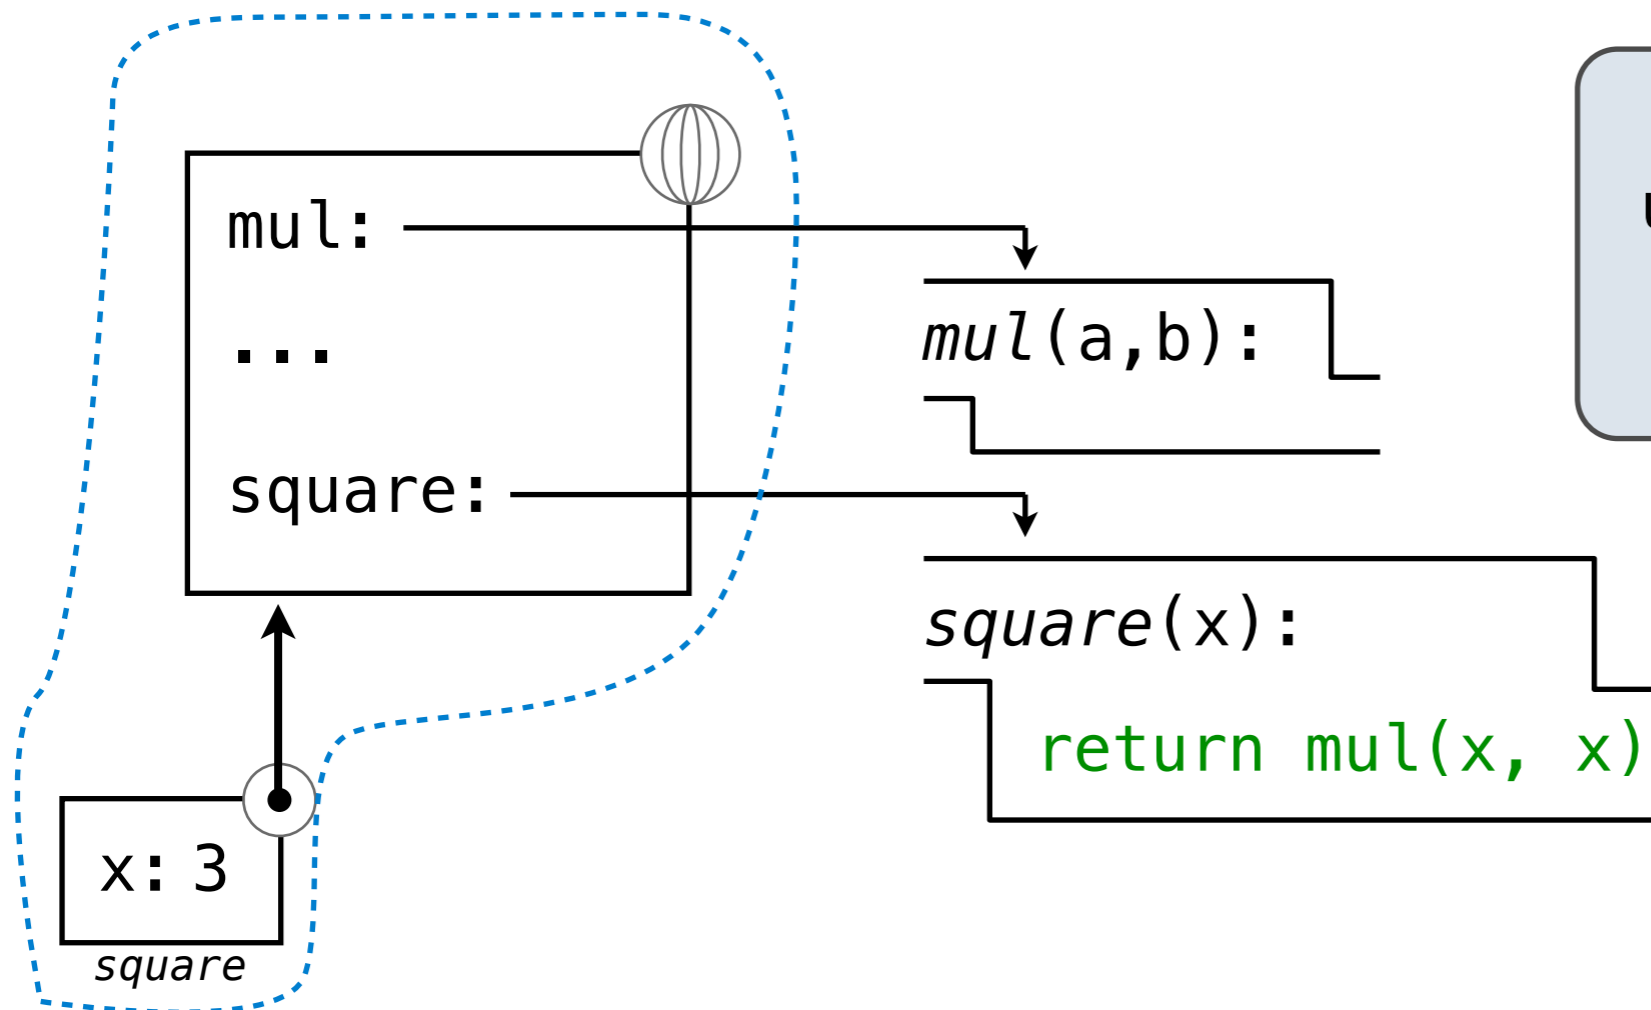 mul:
...
square:
x: 3
square
mul(a,b):
square(x):
return mul(x, x)